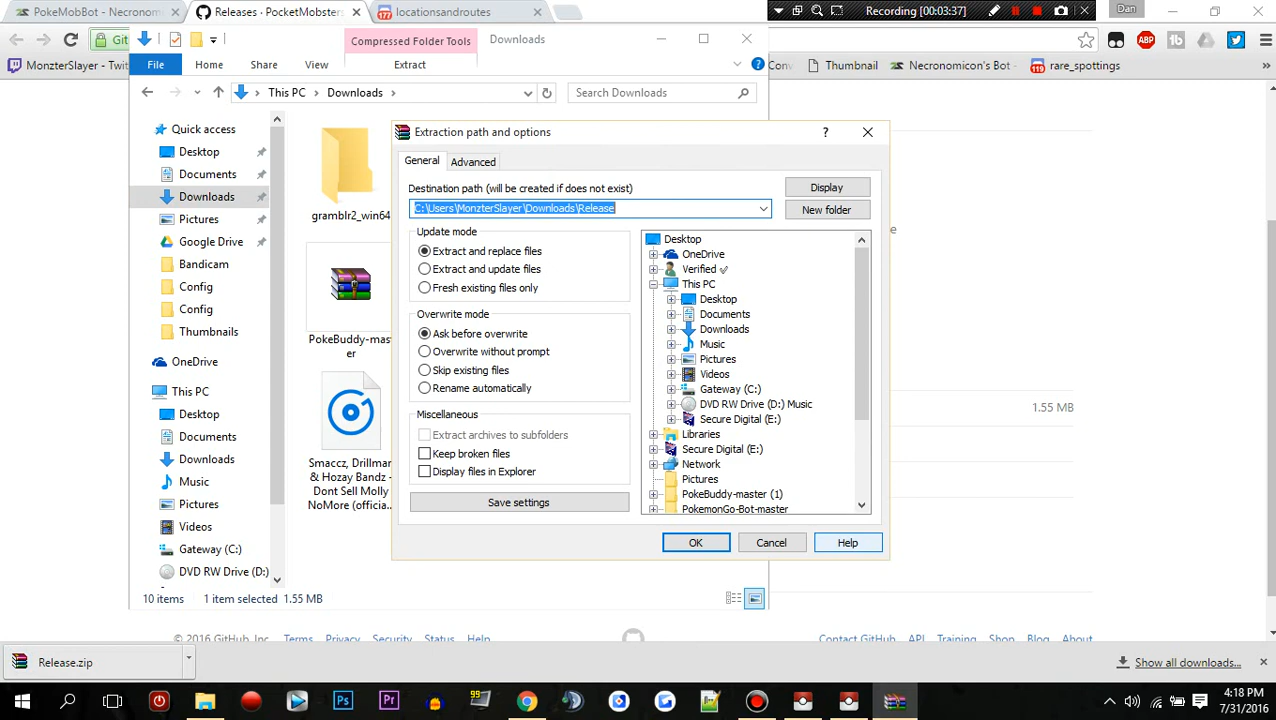 PokeMobBot - Necronom
Releases · PocketMobsters
locationsandroutes
Recording [00:03:37]
Dan
Git
Compressed Folder Tools
Downloads
ABP
MonzterSlayer - Twit
File
Home
Share
View
Extract
Conv
Thumbnail
Necronomicon's Bot -
rare_spottings
This PC
Downloads
Search Downloads
Quick access
Desktop
Documents
Downloads
Pictures
Google Drive
Bandicam
Config
Config
Thumbnails
OneDrive
This PC
Desktop
Documents
Downloads
Music
Pictures
Videos
Gateway (C:)
DVD RW Drive (D:)
gramblr2_win64
PokeBuddy-mast
er
Smaccz, Drillman
& Hozay Bandz -
Dont Sell Molly
NoMore (officia...
Extraction path and options
General
Advanced
Destination path (will be created if does not exist)
Display
C:\Users\MonzterSlayer\Downloads\Release
New folder
Update mode
Extract and replace files
Extract and update files
Fresh existing files only
Overwrite mode
Ask before overwrite
Overwrite without prompt
Skip existing files
Rename automatically
Miscellaneous
Extract archives to subfolders
Keep broken files
Display files in Explorer
Save settings
Desktop
OneDrive
Verified ✓
This PC
Desktop
Documents
Downloads
Music
Pictures
Videos
Gateway (C:)
DVD RW Drive (D:) Music
Secure Digital (E:)
Libraries
Secure Digital (E:)
Network
Pictures
PokeBuddy-master (1)
PokemonGo-Bot-master
OK
Cancel
Help
1.55 MB
10 items
1 item selected
1.55 MB
© 2016 GitHub, Inc.
Terms
Privacy
Security
Status
Help
Contact GitHub
API
Training
Shop
Blog
About
Release.zip
Show all downloads...
Ps
Pr
99
4:18 PM
7/31/2016